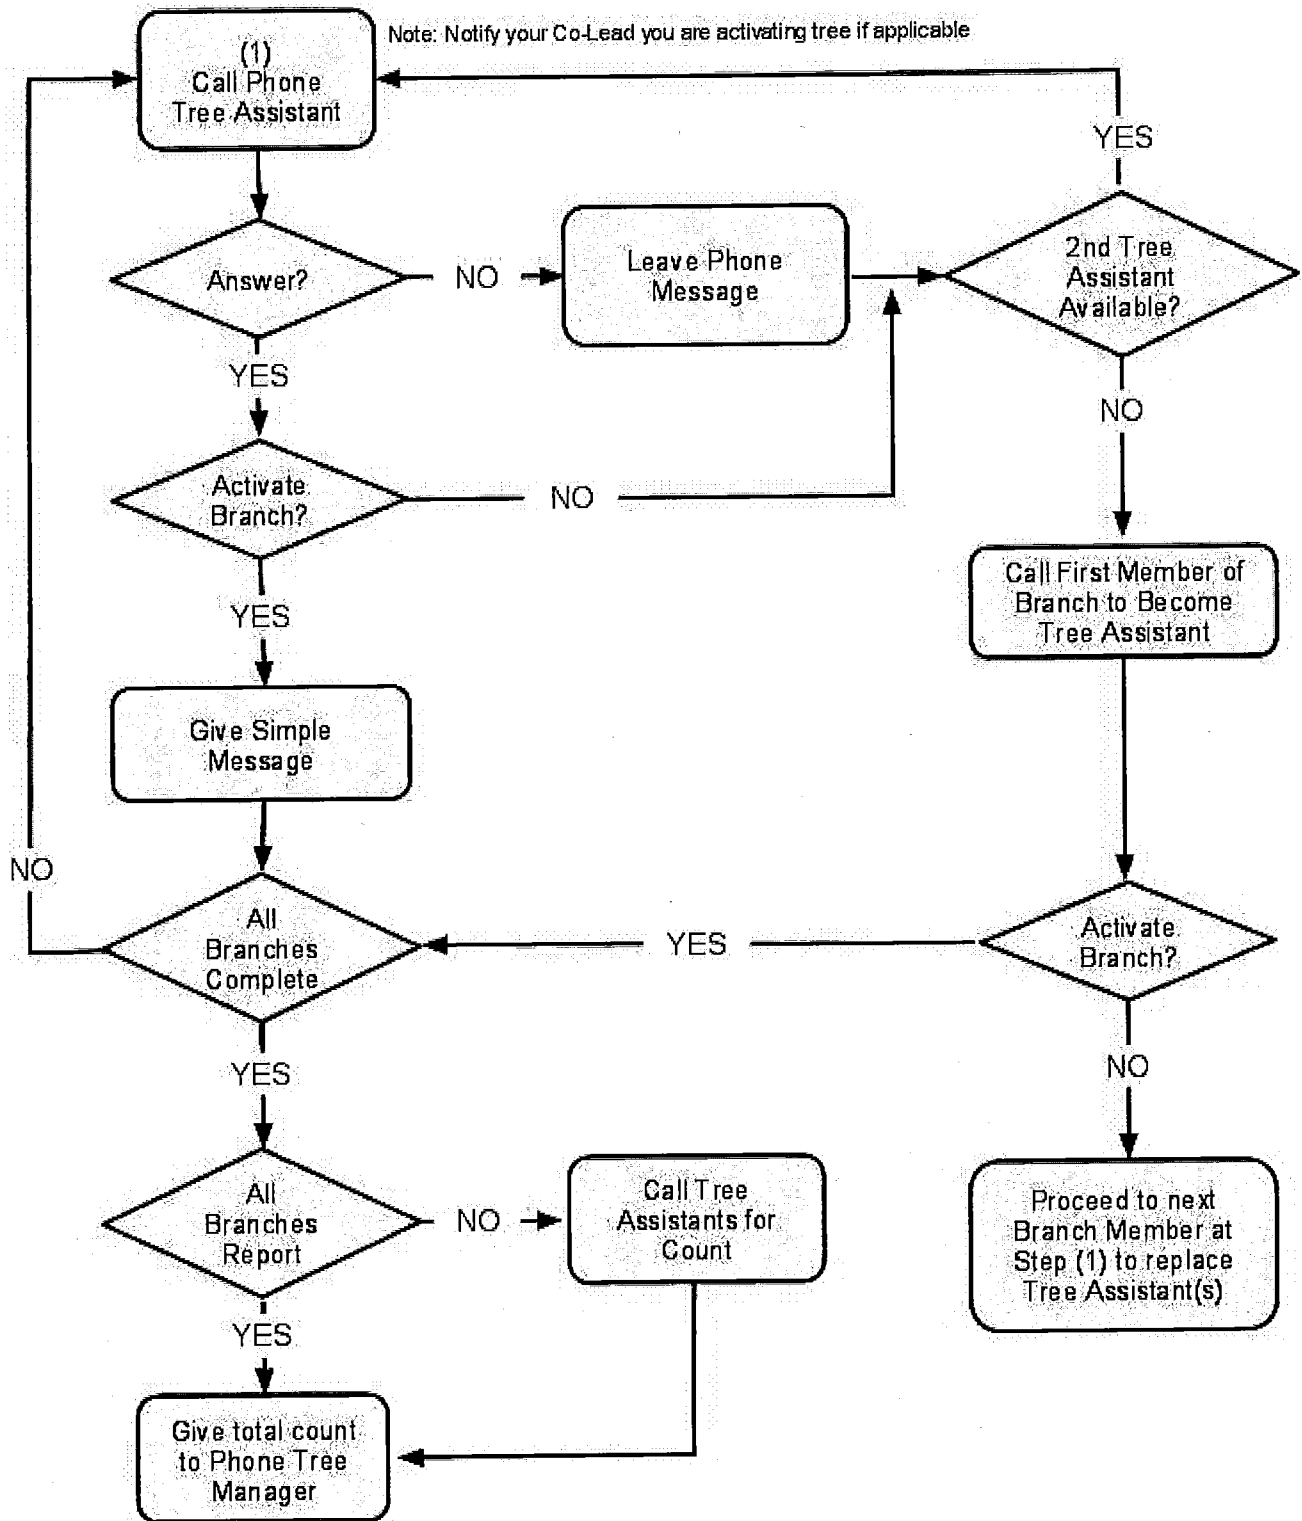 Note: Notify your Co-Lead you are activating tree if applicable
(1)
Call Phone
Tree Assistant
YES
Answer?
NO
Leave Phone
Message
2nd Tree
Assistant
Available?
YES
NO
Activate
Branch?
NO
Call First Member of
Branch to Become
Tree Assistant
YES
Give Simple
Message
NO
All
Branches
Complete
YES
Activate
Branch?
YES
NO
All
Branches
Report
NO
Call Tree
Assistants for
Count
Proceed to next
Branch Member at
Step (1) to replace
Tree Assistant(s)
YES
Give total count
to Phone Tree
Manager